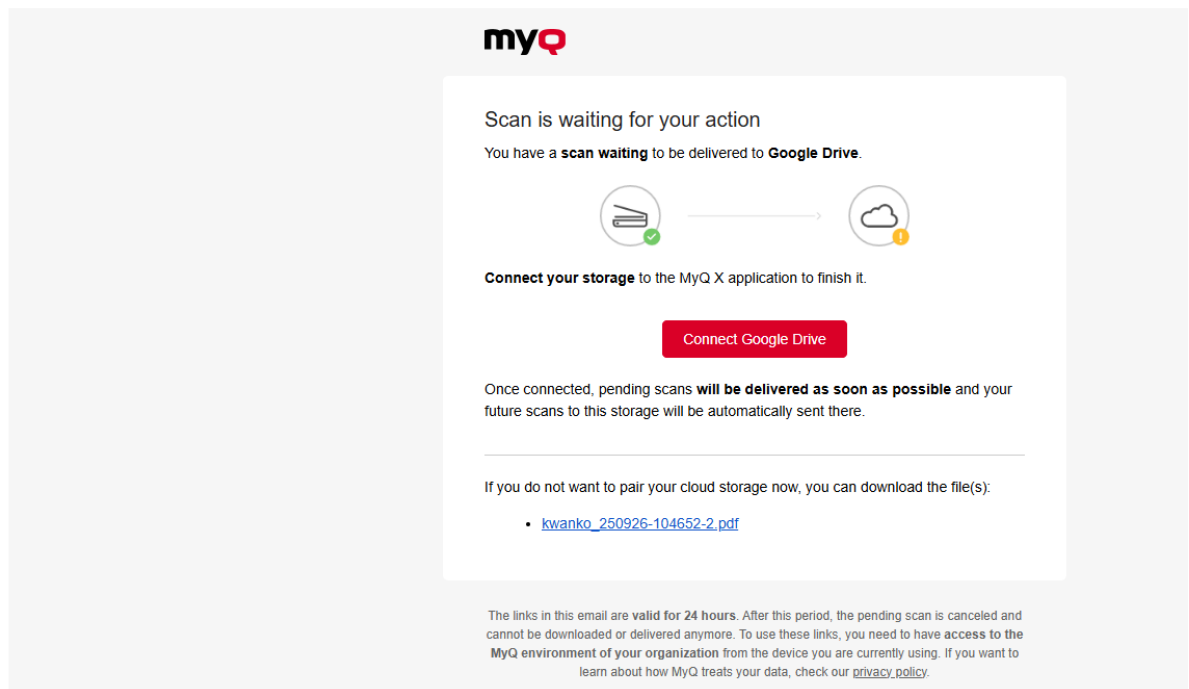 myQ
Scan is waiting for your action
You have a scan waiting to be delivered to Google Drive.
Connect your storage to the MyQ X application to finish it.
Connect Google Drive
Once connected, pending scans will be delivered as soon as possible and your
future scans to this storage will be automatically sent there.
If you do not want to pair your cloud storage now, you can download the file(s):
• kwanko_250926-104652-2.pdf
The links in this email are valid for 24 hours. After this period, the pending scan is canceled and
cannot be downloaded or delivered anymore. To use these links, you need to have access to the
MyQ environment of your organization from the device you are currently using. If you want to
learn about how MyQ treats your data, check our privacy policy.